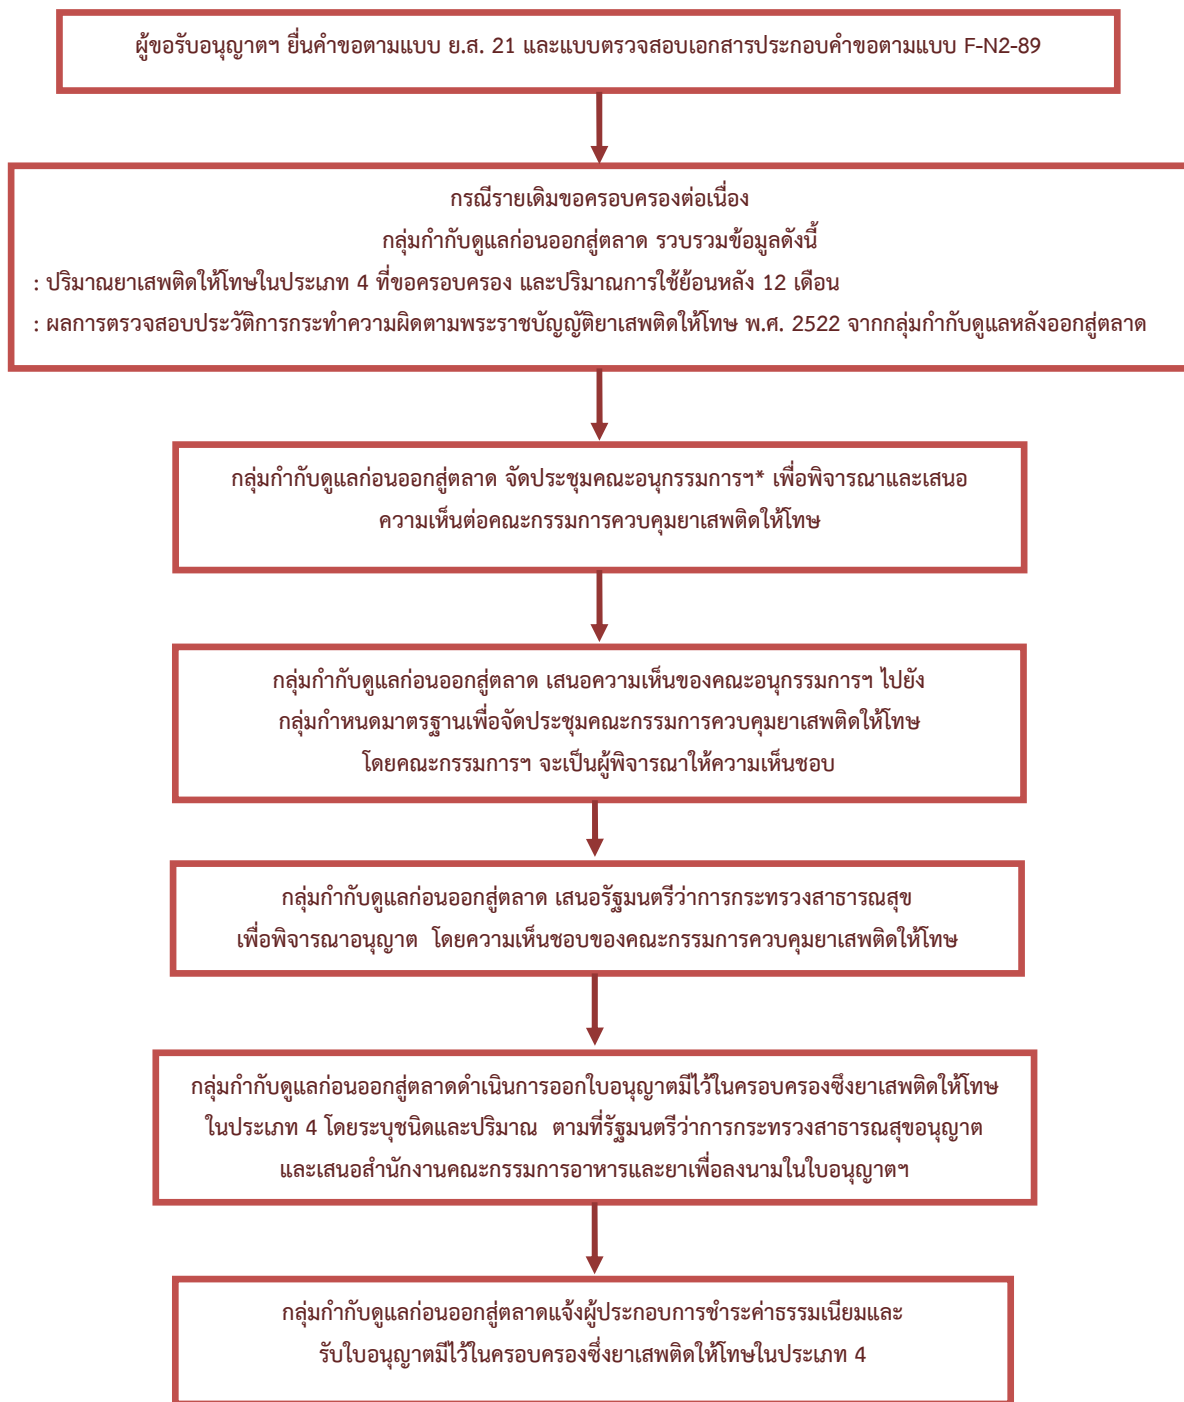 ผู้ขอรับอนุญาตฯ ยื่นคำขอตามแบบ ย.ส. 21 และแบบตรวจสอบเอกสารประกอบคำขอตามแบบ F-N2-89
กรณีรายเดิมขอครอบครองต่อเนื่อง
กลุ่มกำกับดูแลก่อนออกสู่ตลาด รวบรวมข้อมูลดังนี้
: ปริมาณยาเสพติดให้โทษในประเภท 4 ที่ขอครอบครอง และปริมาณการใช้ย้อนหลัง 12 เดือน
: ผลการตรวจสอบประวัติการกระทำความผิดตามพระราชบัญญัติยาเสพติดให้โทษ พ.ศ. 2522 จากกลุ่มกำกับดูแลหลังออกสู่ตลาด
กลุ่มกำกับดูแลก่อนออกสู่ตลาด จัดประชุมคณะอนุกรรมการฯ* เพื่อพิจารณาและเสนอ
ความเห็นต่อคณะกรรมการควบคุมยาเสพติดให้โทษ
กลุ่มกำกับดูแลก่อนออกสู่ตลาด เสนอความเห็นของคณะอนุกรรมการฯ ไปยัง
กลุ่มกำหนดมาตรฐานเพื่อจัดประชุมคณะกรรมการควบคุมยาเสพติดให้โทษ
โดยคณะกรรมการฯ จะเป็นผู้พิจารณาให้ความเห็นชอบ
กลุ่มกำกับดูแลก่อนออกสู่ตลาด เสนอรัฐมนตรีว่าการกระทรวงสาธารณสุข
เพื่อพิจารณาอนุญาต โดยความเห็นชอบของคณะกรรมการควบคุมยาเสพติดให้โทษ
กลุ่มกำกับดูแลก่อนออกสู่ตลาดดำเนินการออกใบอนุญาตมีไว้ในครอบครองซึ่งยาเสพติดให้โทษ
ในประเภท 4 โดยระบุชนิดและปริมาณ ตามที่รัฐมนตรีว่าการกระทรวงสาธารณสุขอนุญาต
และเสนอสำนักงานคณะกรรมการอาหารและยาเพื่อลงนามในใบอนุญาตฯ
กลุ่มกำกับดูแลก่อนออกสู่ตลาดแจ้งผู้ประกอบการชำระค่าธรรมเนียมและ
รับใบอนุญาตมีไว้ในครอบครองซึ่งยาเสพติดให้โทษในประเภท 4